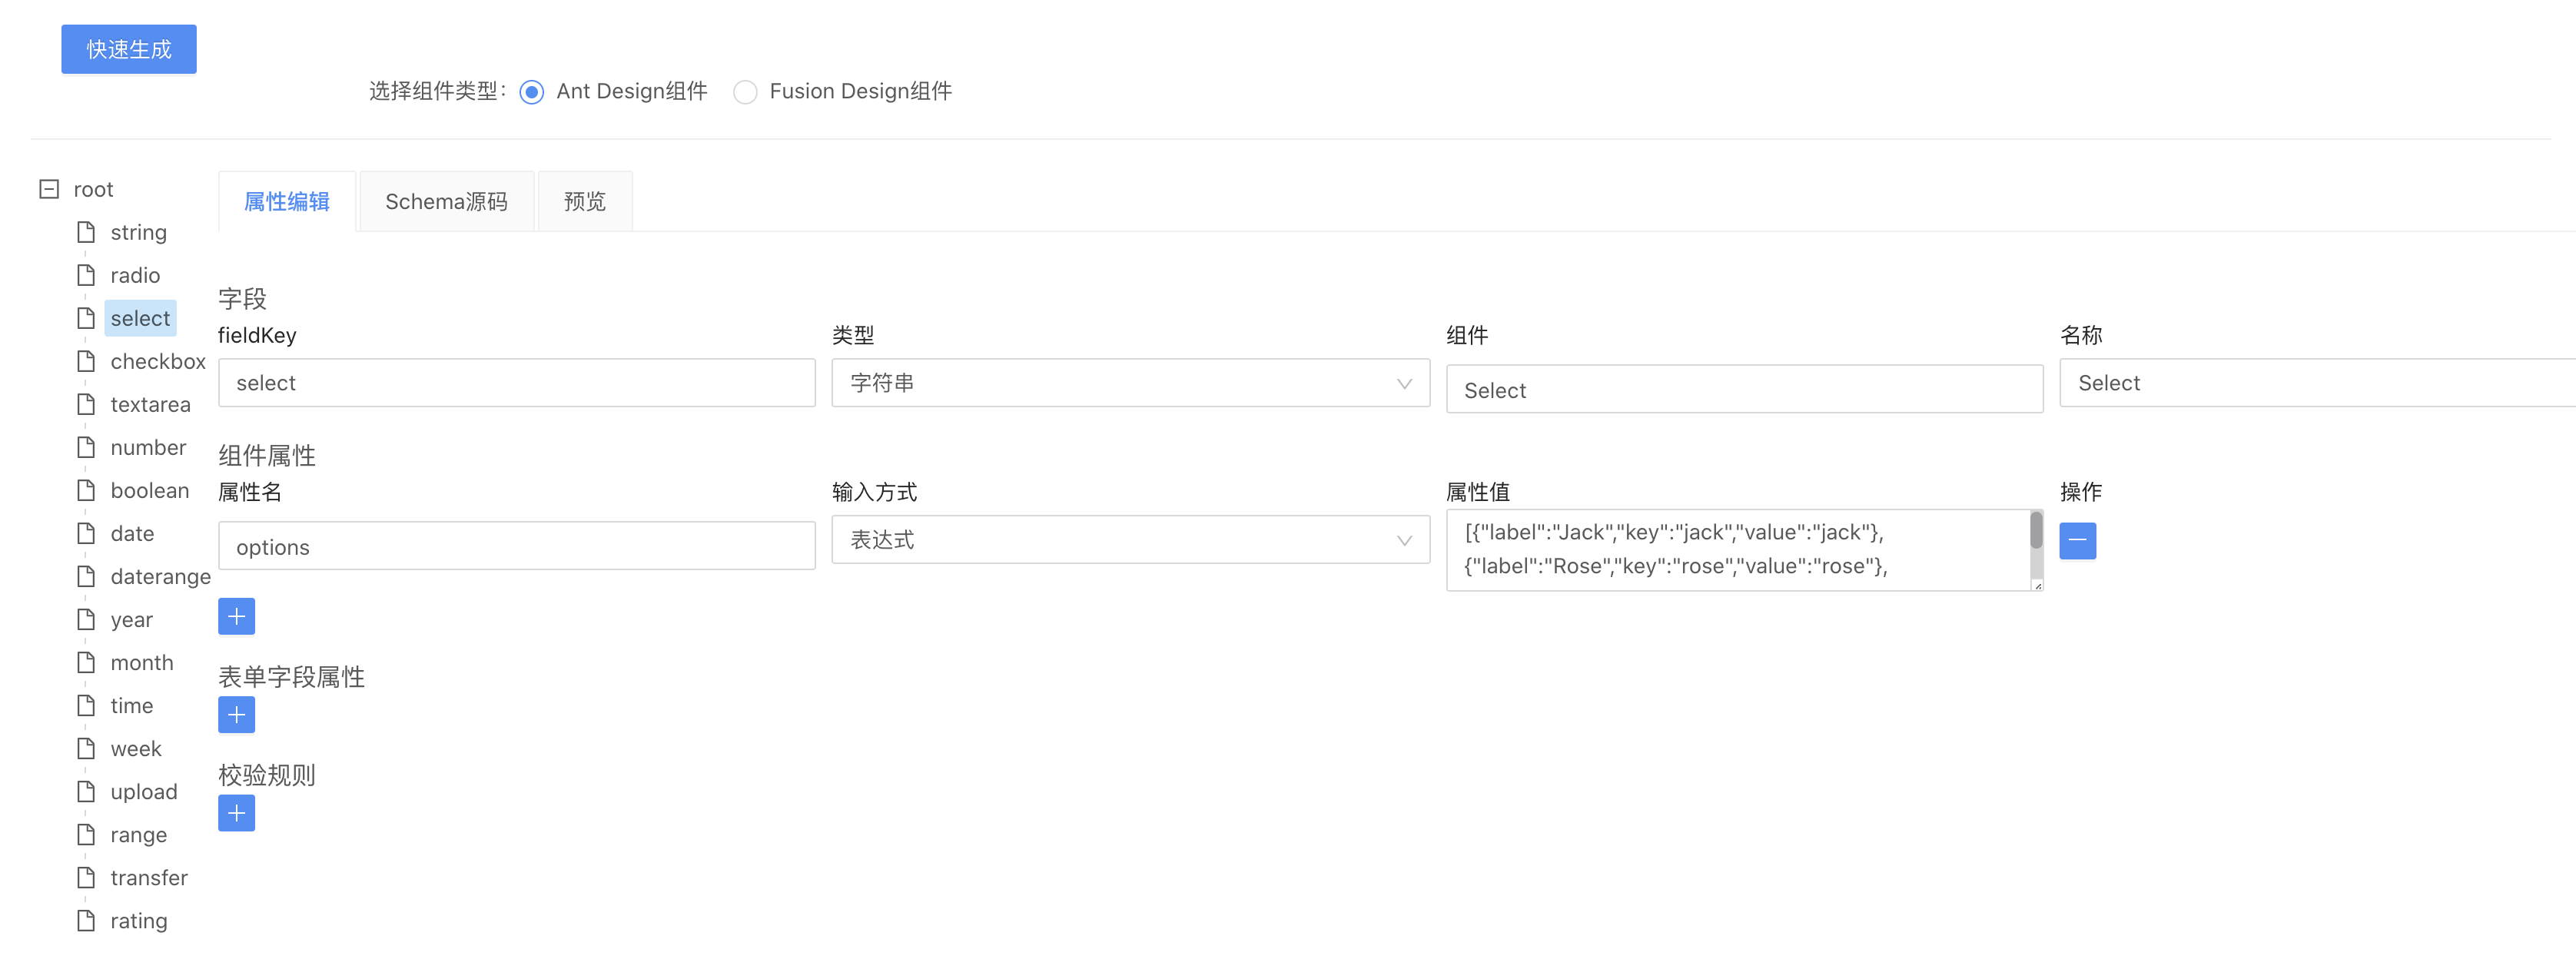 快速生成
选择组件类型: Ant Design组件 Fusion Design组件
root
string
radio
select
checkbox
textarea
number
boolean
date
daterange
year
month
time
week
upload
range
transfer
rating
属性编辑 Schema源码 预览
字段
fieldKey 类型 组件 名称
select 字符串 Select Select
组件属性
属性名 输入方式 属性值 操作
options 表达式 [{"label":"Jack","key":"jack","value":"jack"},
{"label":"Rose","key":"rose","value":"rose"},
表单字段属性
校验规则